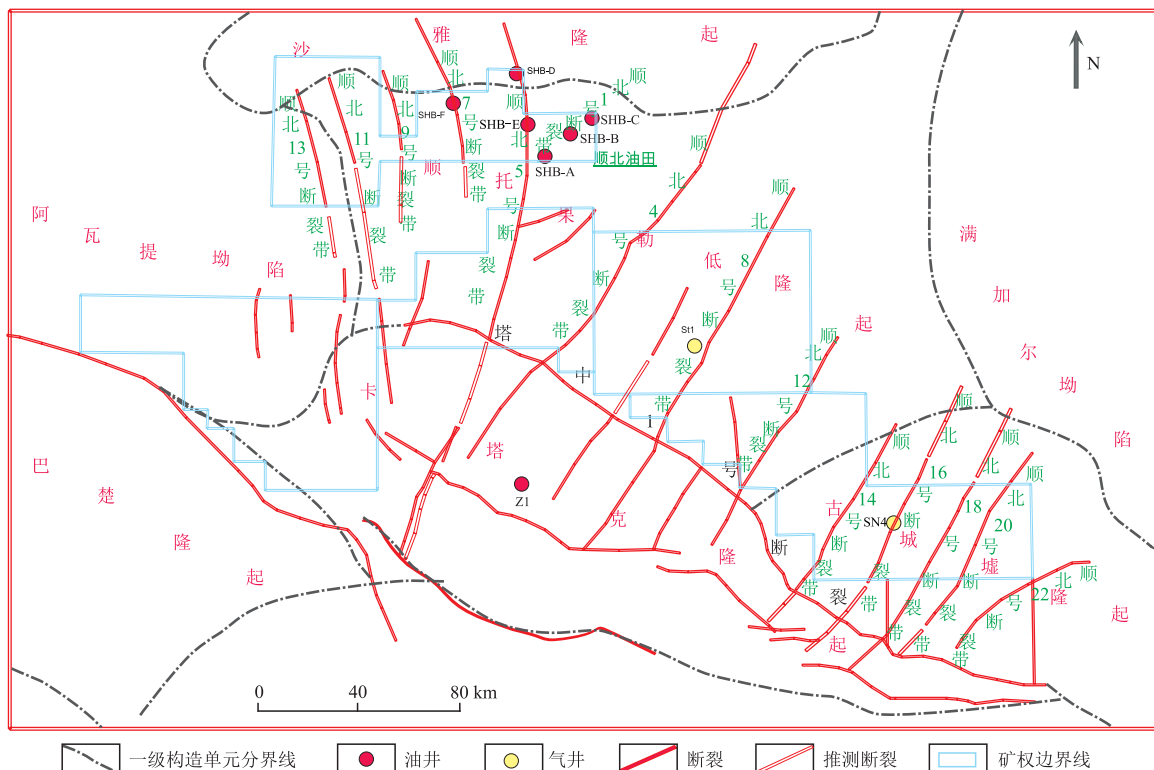 沙雅隆起
N
顺北13号断裂带
顺北11号断裂带
顺北9号断裂带
顺北7号断裂带
顺北5号断裂带
顺北1号断裂带
顺北4号断裂带
顺北8号断裂带
顺北12号断裂带
顺北14号断裂带
顺北16号断裂带
顺北18号断裂带
顺北20号断裂带
顺北22号断裂带
SHB-D
SHB-F
SHB-E
SHB-C
SHB-B
SHB-A
顺北油田
顺托果勒低隆起
阿瓦提坳陷
满加尔坳陷
St1
塔中1号断裂
卡塔克隆起
Z1
SN4
古城墟隆起
巴楚隆起
0 40 80 km
一级构造单元分界线 油井 气井 断裂 推测断裂 矿权边界线